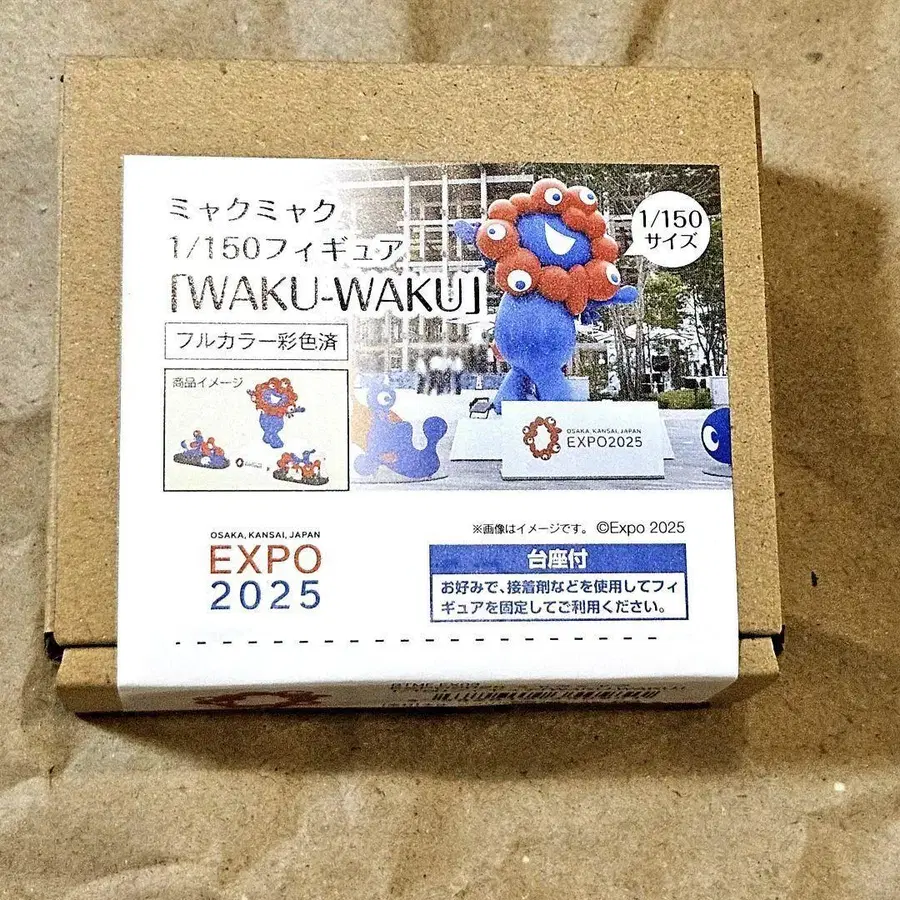 ミャクミャク
1/150フィギュア
「WAKU-WAKU」
フルカラー彩色済
1/150
サイズ
商品イメージ
OSAKA, KANSAI, JAPAN
EXPO2025
※画像はイメージです。 ©Expo 2025
OSAKA, KANSAI, JAPAN
EXPO
2025
台座付
お好みで、接着剤などを使用してフィ
ギュアを固定してご利用ください。